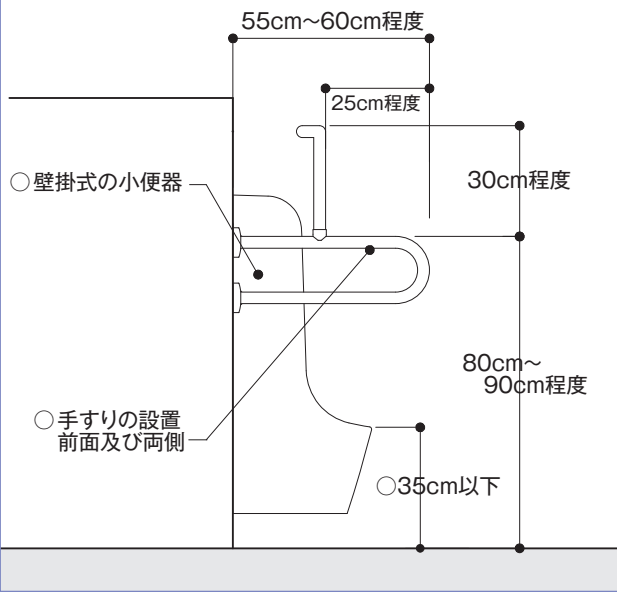 55cm～60cm程度
25cm程度
30cm程度
○壁掛式の小便器
80cm～
90cm程度
○手すりの設置
前面及び両側
○35cm以下